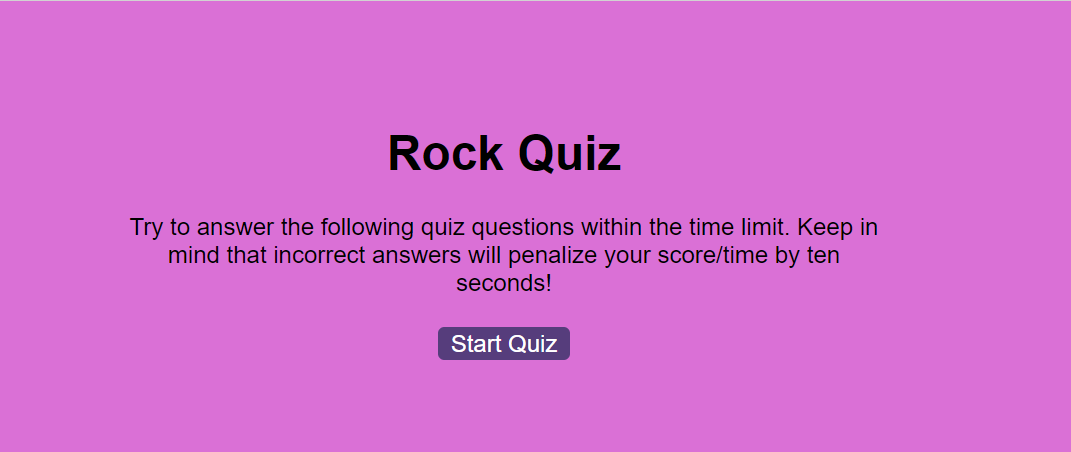 Rock Quiz
Try to answer the following quiz questions within the time limit. Keep in
mind that incorrect answers will penalize your score/time by ten
seconds!
Start Quiz